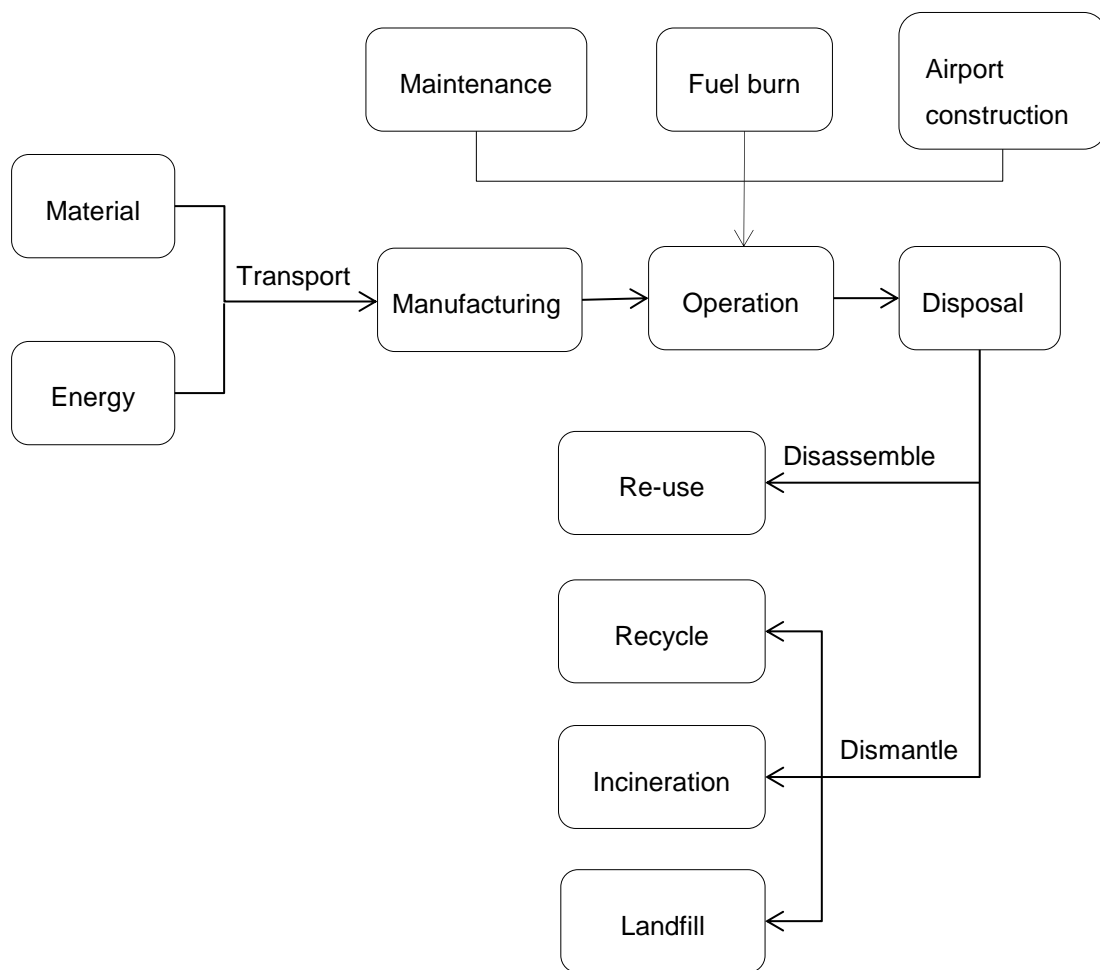 Maintenance
Fuel burn
Airport
construction
Material
Transport
Manufacturing
Operation
Disposal
Energy
Disassemble
Re-use
Recycle
Dismantle
Incineration
Landfill